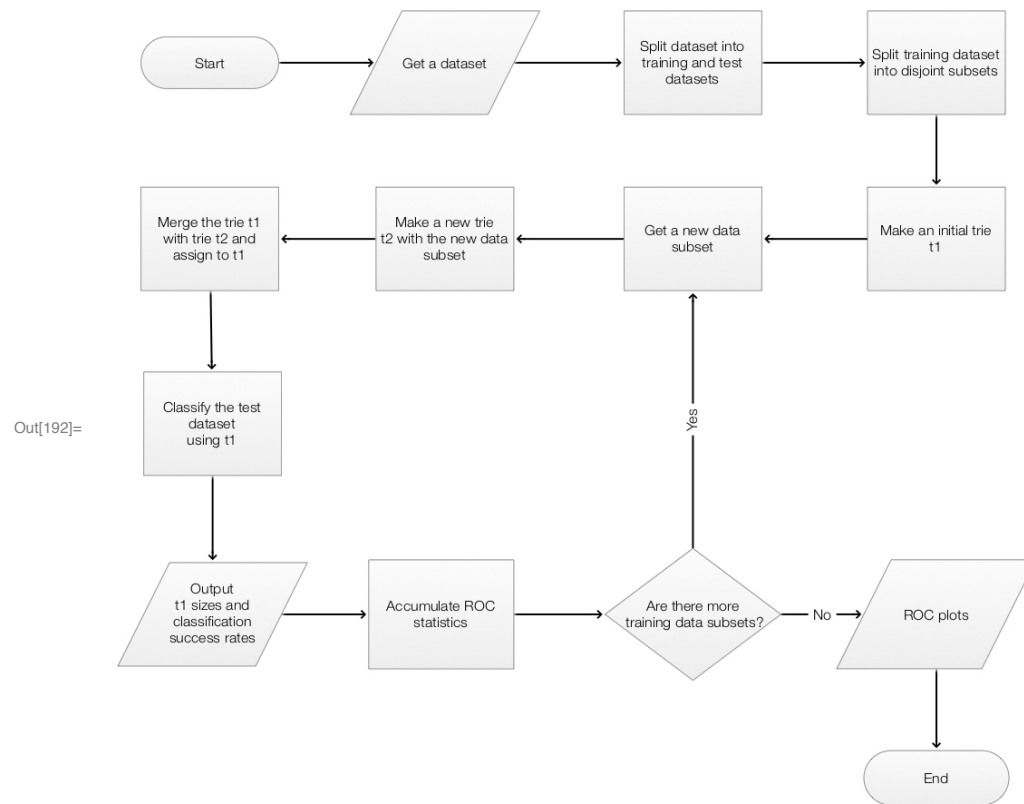 Start
Get a dataset
Split dataset into
training and test
datasets
Split training dataset
into disjoint subsets
Make an initial trie
t1
Get a new data
subset
Make a new trie
t2 with the new data
subset
Merge the trie t1
with trie t2 and
assign to t1
Out[192]=
Classify the test
dataset
using t1
Output
t1 sizes and
classification
success rates
Accumulate ROC
statistics
Are there more
training data subsets?
Yes
No
ROC plots
End